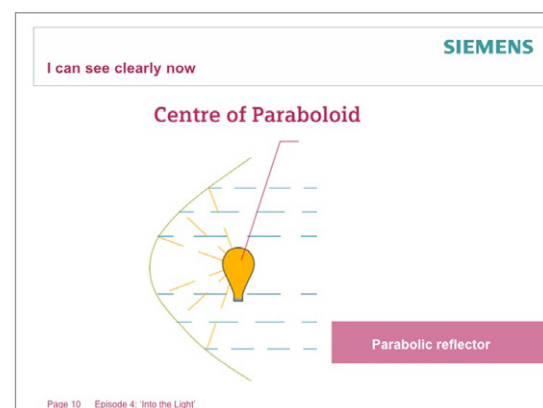 SIEMENS
I can see clearly now
Centre of Paraboloid
Parabolic reflector
Page 10 Episode 4: 'Into the Light'